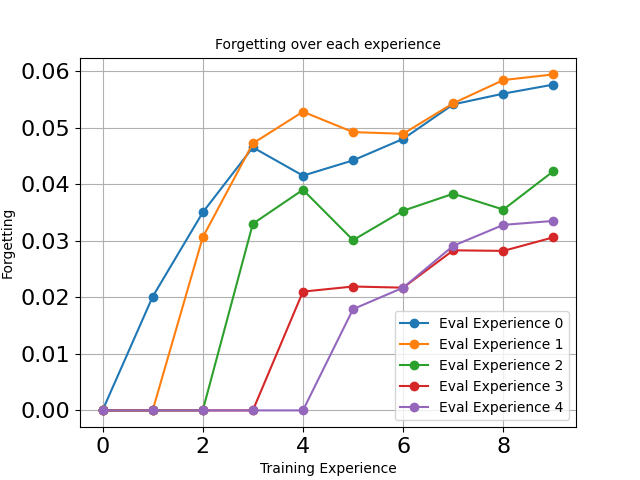 Forgetting over each experience
0.06
0.05
0.04
0.03
0.02
0.01
0.00
Forgetting
0 2 4 6 8
Training Experience
Eval Experience 0
Eval Experience 1
Eval Experience 2
Eval Experience 3
Eval Experience 4